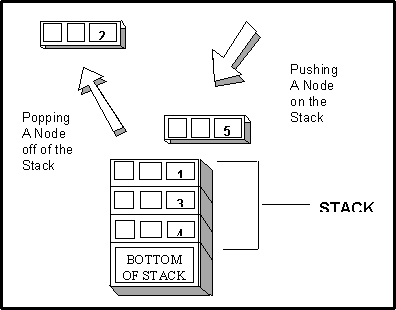 2
Pushing
A Node
on the
Stack
Popping
A Node
off of the
Stack
5
1
3
4
STACK
BOTTOM
OF STACK